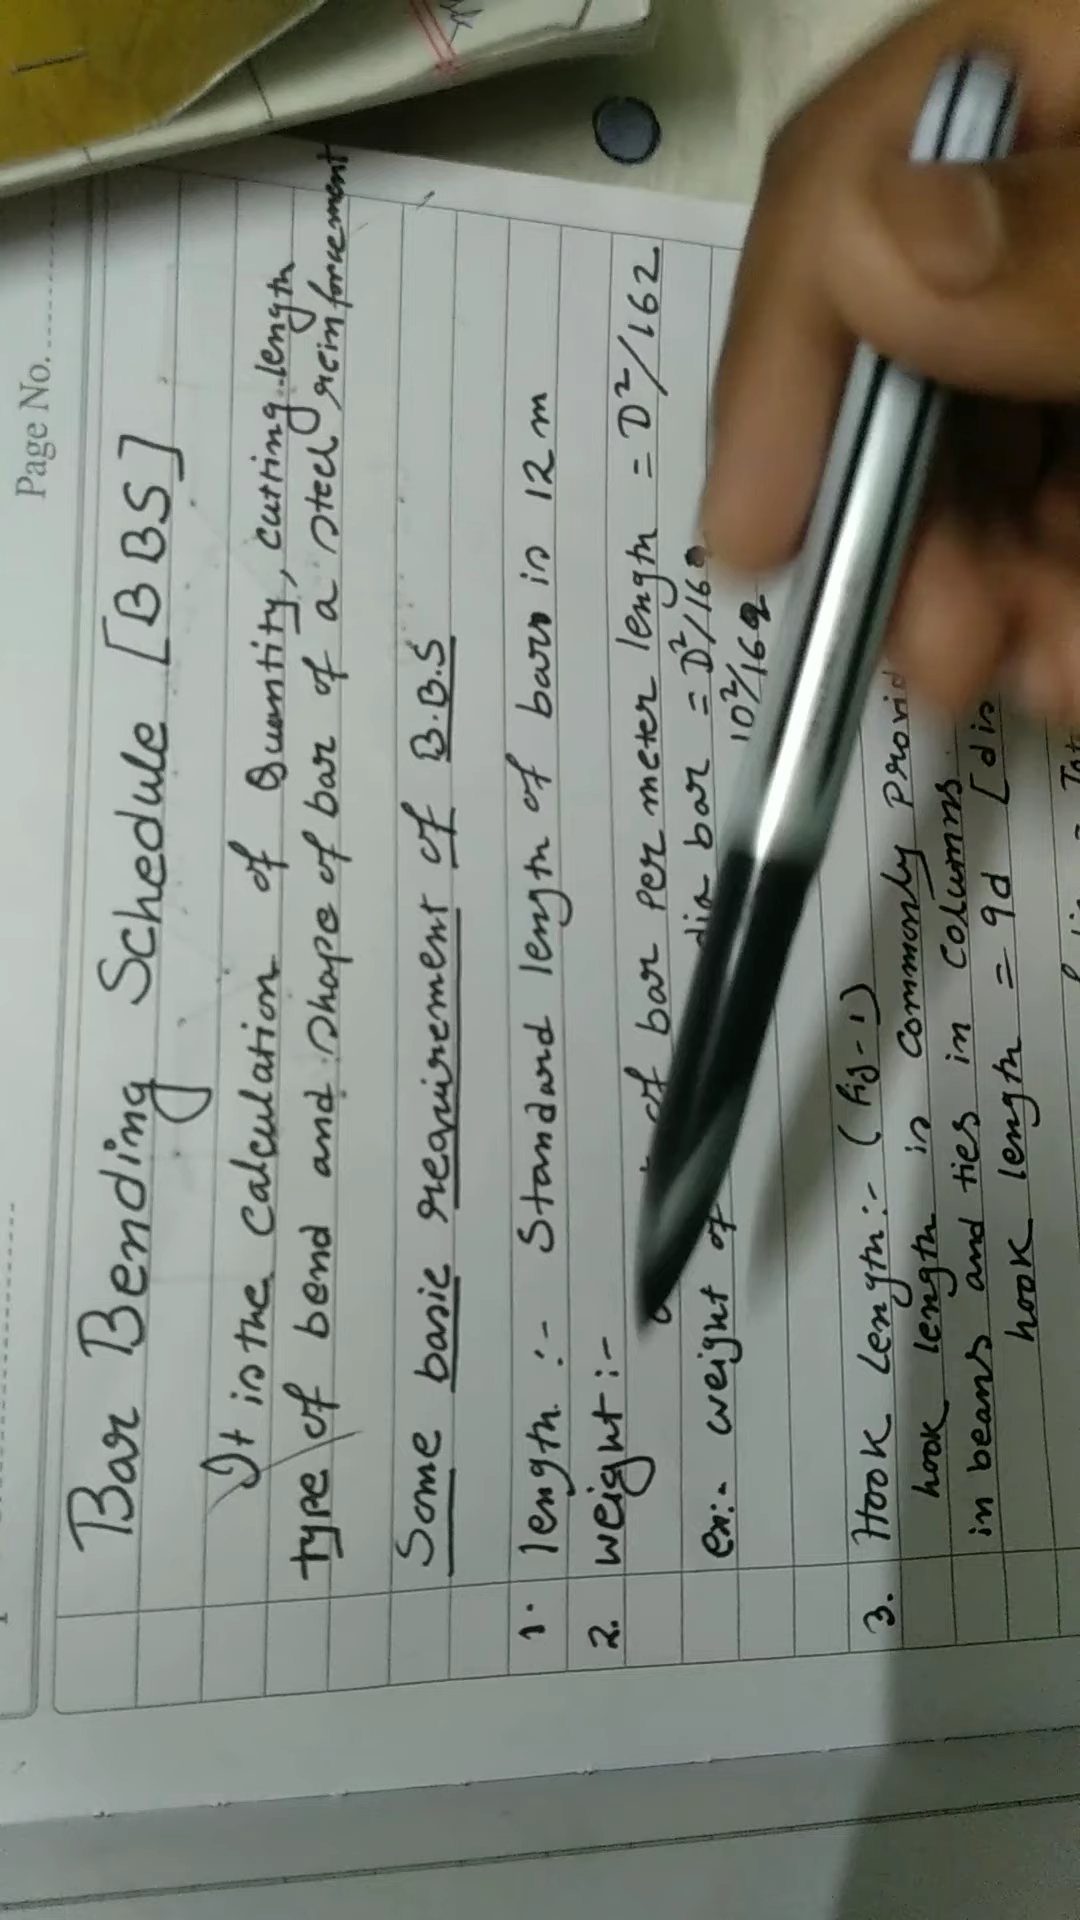 Page No.
Bar Bending Schedule [BBS]
It is the calculation of Quantity, cutting length
type of bend and shape of bar of a steel reinforcement
Some basic requirement of B.B.S
1. length :- Standard length of bars is 12 m
2. weight :-
of bar per meter length = D²/162
ex:- weight of dia bar = D²/16
10²/162
3. Hook Length :- (fig-1)
hook length is commonly
in beams and ties in columns
hook length = 9d [